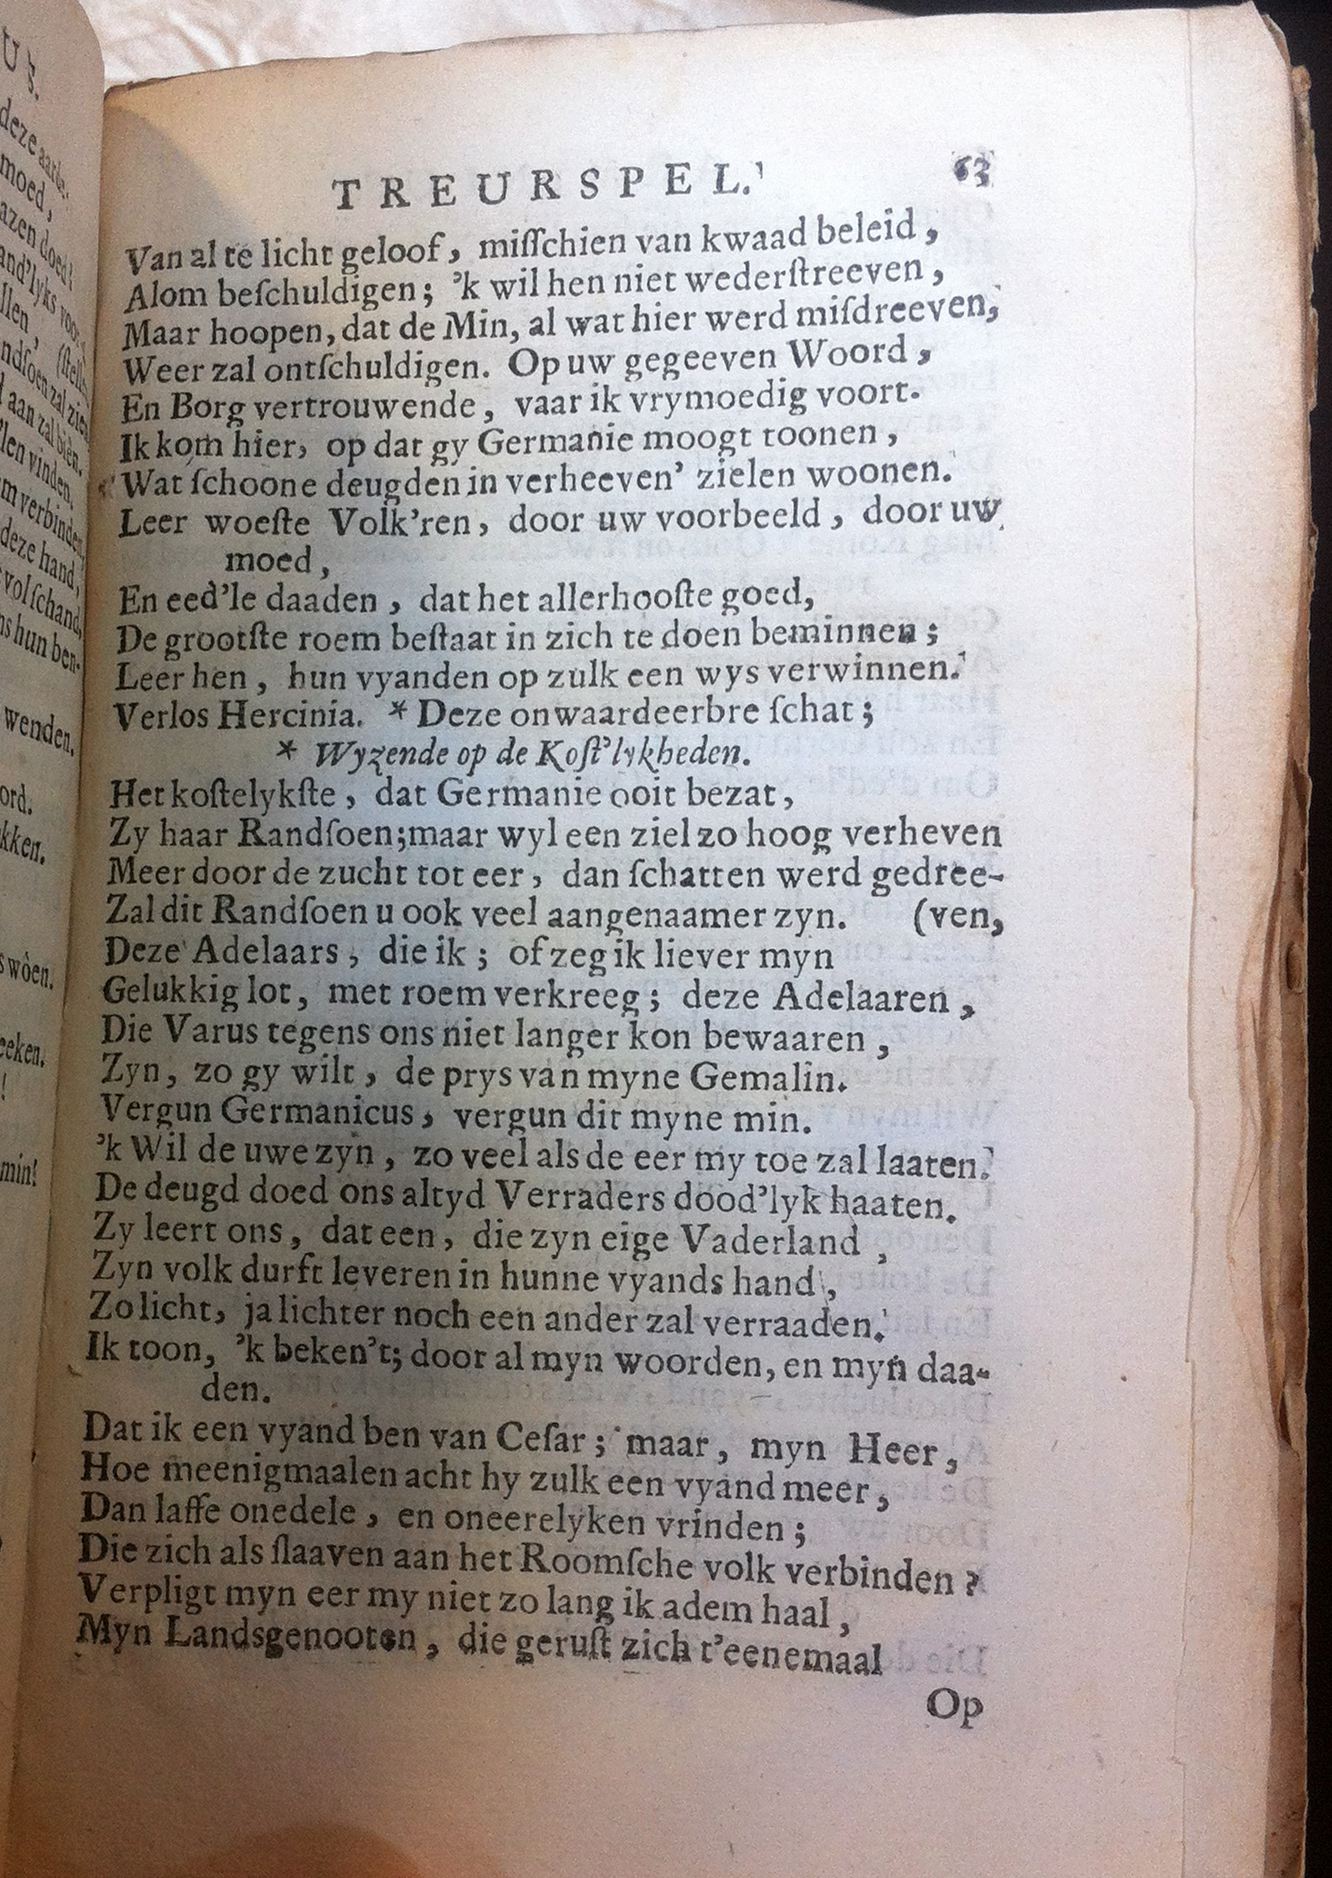 TREURSPEL. 63
Van al te licht geloof, miſſchien van kwaad beleid,
Alom beſchuldigen; 'k wil hen niet wederſtreeven,
Maar hoopen, dat de Min, al wat hier werd miſdreeven,
Weer zal ontſchuldigen. Op uw gegeeven Woord,
En Borg vertrouwende, vaar ik vrymoedig voort.
Ik kom hier, op dat gy Germanie moogt toonen,
Wat ſchoone deugden in verheeven' zielen woonen.
Leer woeſte Volk'ren, door uw voorbeeld, door uw
moed,
En eed'le daaden, dat het allerhooſte goed,
De grootſte roem beſtaat in zich te doen beminnen;
Leer hen, hun vyanden op zulk een wys verwinnen.
Verlos Hercinia. * Deze onwaardeerbre ſchat;
* Wyzende op de Koſt'lykheden.
Het koſtelykſte, dat Germanie ooit bezat,
Zy haar Randſoen; maar wyl een ziel zo hoog verheven
Meer door de zucht tot eer, dan ſchatten werd gedree-
Zal dit Randſoen u ook veel aangenaamer zyn. (ven,
Deze Adelaars, die ik; of zeg ik liever myn
Gelukkig lot, met roem verkreeg; deze Adelaaren,
Die Varus tegens ons niet langer kon bewaaren,
Zyn, zo gy wilt, de prys van myne Gemalin.
Vergun Germanicus, vergun dit myne min.
'k Wil de uwe zyn, zo veel als de eer my toe zal laaten.
De deugd doed ons altyd Verraders dood'lyk haaten.
Zy leert ons, dat een, die zyn eige Vaderland,
Zyn volk durft leveren in hunne vyands hand,
Zo licht, ja lichter noch een ander zal verraaden.
Ik toon, 'k beken't; door al myn woorden, en myn daa-
den.
Dat ik een vyand ben van Ceſar; maar, myn Heer,
Hoe meenigmaalen acht hy zulk een vyand meer,
Dan laffe onedele, en oneerelyken vrinden;
Die zich als ſlaaven aan het Roomſche volk verbinden?
Verpligt myn eer my niet zo lang ik adem haal,
Myn Landsgenooten, die geruſt zich t'eenemaal
Op